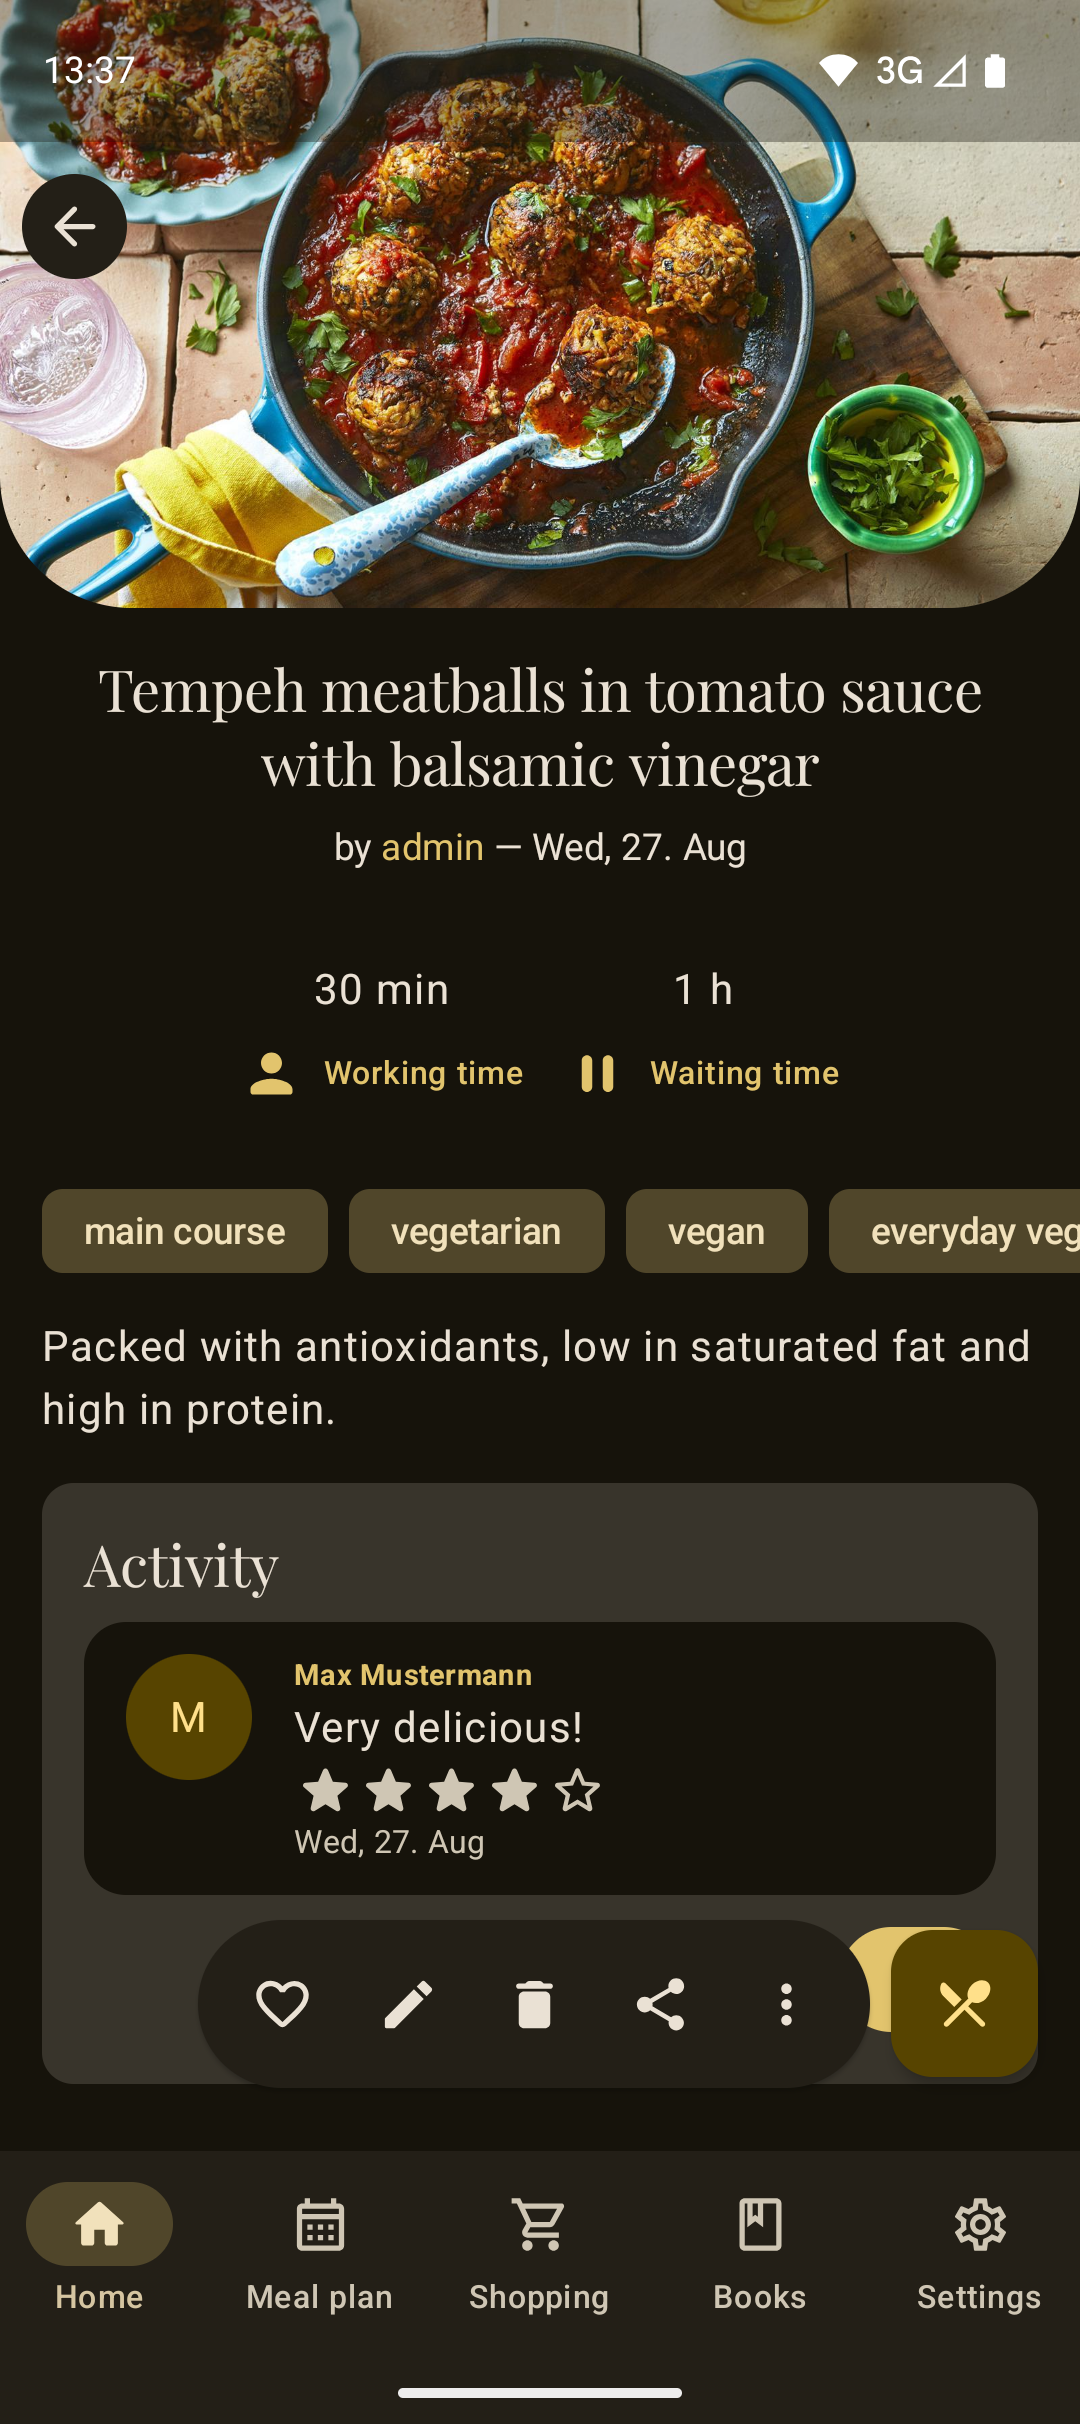 13:37
3G
Tempeh meatballs in tomato sauce
with balsamic vinegar
by admin — Wed, 27. Aug
30 min
1 h
Working time
Waiting time
main course
vegetarian
vegan
everyday veg
Packed with antioxidants, low in saturated fat and
high in protein.
Activity
M
Max Mustermann
Very delicious!
Wed, 27. Aug
Home
Meal plan
Shopping
Books
Settings